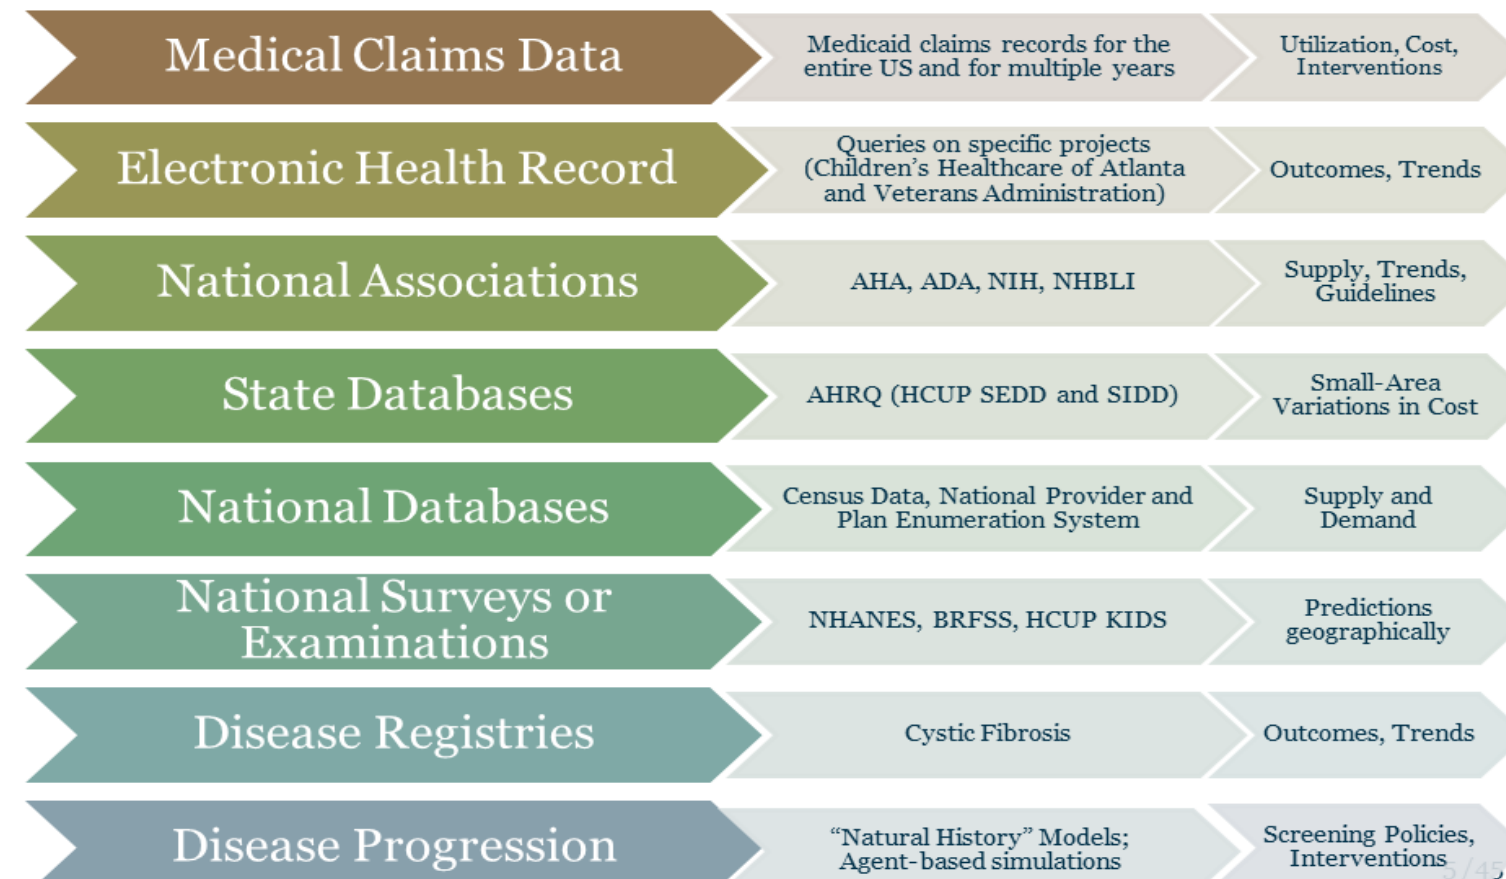 Medical Claims Data
Medicaid claims records for the
entire US and for multiple years
Utilization, Cost,
Interventions
Electronic Health Record
Queries on specific projects
(Children’s Healthcare of Atlanta
and Veterans Administration)
Outcomes, Trends
National Associations
AHA, ADA, NIH, NHBLI
Supply, Trends,
Guidelines
State Databases
AHRQ (HCUP SEDD and SIDD)
Small-Area
Variations in Cost
National Databases
Census Data, National Provider and
Plan Enumeration System
Supply and
Demand
National Surveys or
Examinations
NHANES, BRFSS, HCUP KIDS
Predictions
geographically
Disease Registries
Cystic Fibrosis
Outcomes, Trends
Disease Progression
“Natural History” Models;
Agent-based simulations
Screening Policies,
Interventions
5/45